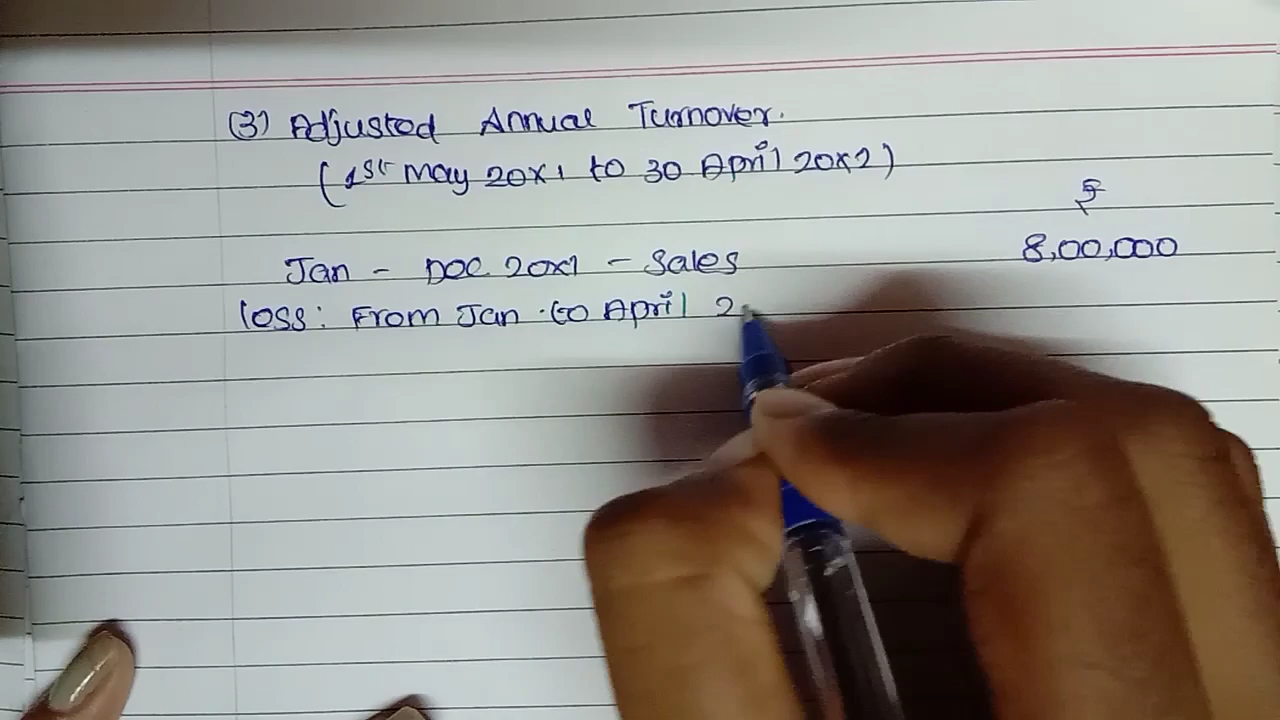 (3) Adjusted Annual Turnover.
(1st May 20x1 to 30 April 20x2)
₹
Jan - Dec 20x1 - Sales 8,00,000
Less: From Jan to April 2